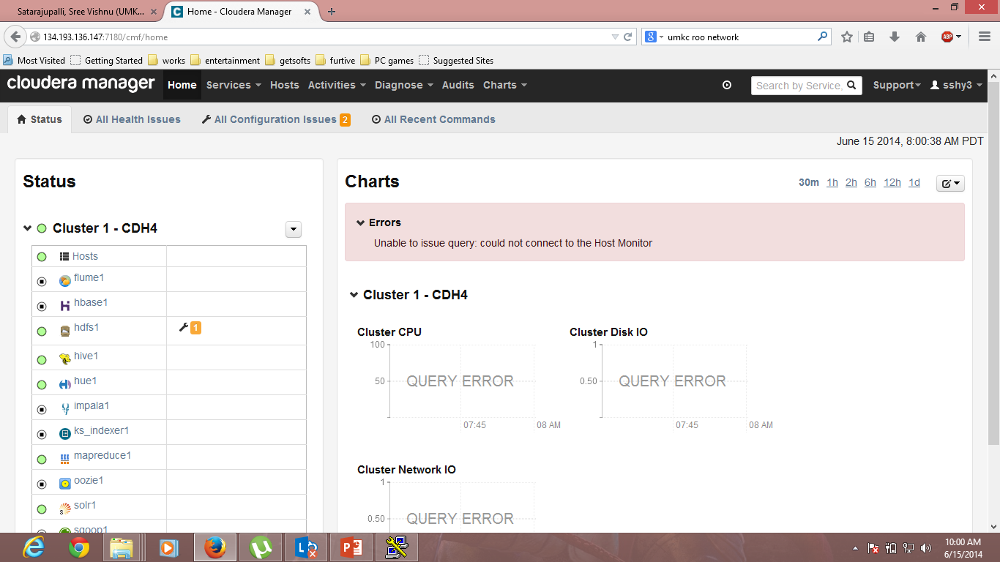 Satarajupalli, Sree Vishnu (UMK...
Home - Cloudera Manager
134.193.136.147:7180/cmf/home
umkc roo network
Most Visited Getting Started works entertainment getsofts furtive PC games Suggested Sites
cloudera manager Home Services Hosts Activities Diagnose Audits Charts Search by Service, Support sshy3
Status All Health Issues All Configuration Issues 2 All Recent Commands
June 15 2014, 8:00:38 AM PDT
Status
Cluster 1 - CDH4
Hosts
flume1
hbase1
hdfs1 1
hive1
hue1
impala1
ks_indexer1
mapreduce1
oozie1
solr1
sqoop1
Charts
30m 1h 2h 6h 12h 1d
Errors
Unable to issue query: could not connect to the Host Monitor
Cluster 1 - CDH4
Cluster CPU
100
50
QUERY ERROR
07:45 08 AM
Cluster Disk IO
1
0.50
QUERY ERROR
07:45 08 AM
Cluster Network IO
1
0.50
QUERY ERROR
10:00 AM
6/15/2014